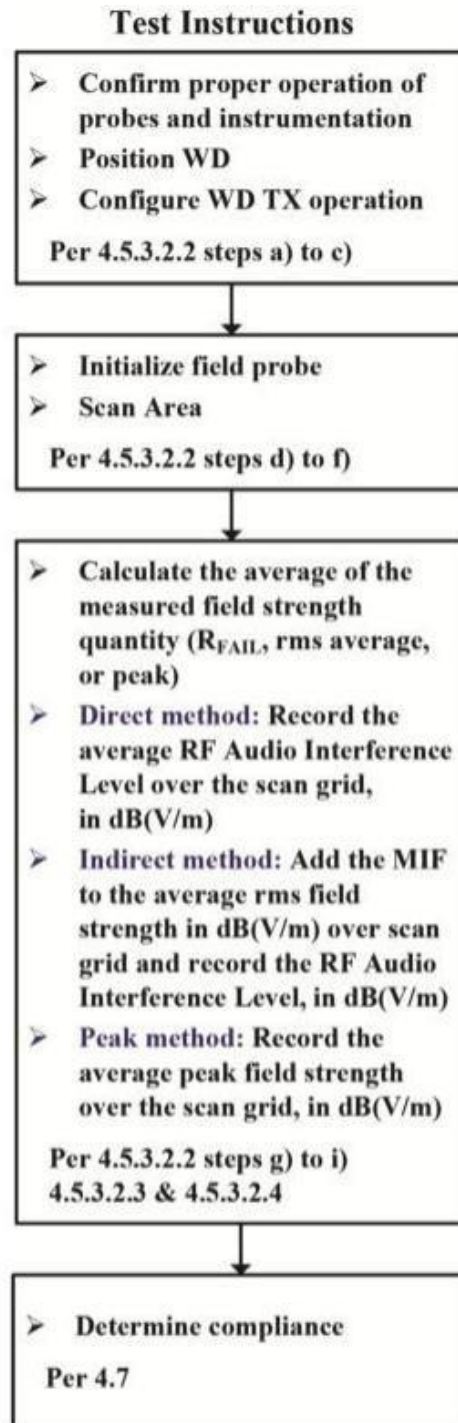 Test Instructions
➤ Confirm proper operation of
probes and instrumentation
➤ Position WD
➤ Configure WD TX operation
Per 4.5.3.2.2 steps a) to c)
➤ Initialize field probe
➤ Scan Area
Per 4.5.3.2.2 steps d) to f)
➤ Calculate the average of the
measured field strength
quantity (RFAIL, rms average,
or peak)
➤ Direct method: Record the
average RF Audio Interference
Level over the scan grid,
in dB(V/m)
➤ Indirect method: Add the MIF
to the average rms field
strength in dB(V/m) over scan
grid and record the RF Audio
Interference Level, in dB(V/m)
➤ Peak method: Record the
average peak field strength
over the scan grid, in dB(V/m)
Per 4.5.3.2.2 steps g) to i)
4.5.3.2.3 & 4.5.3.2.4
➤ Determine compliance
Per 4.7